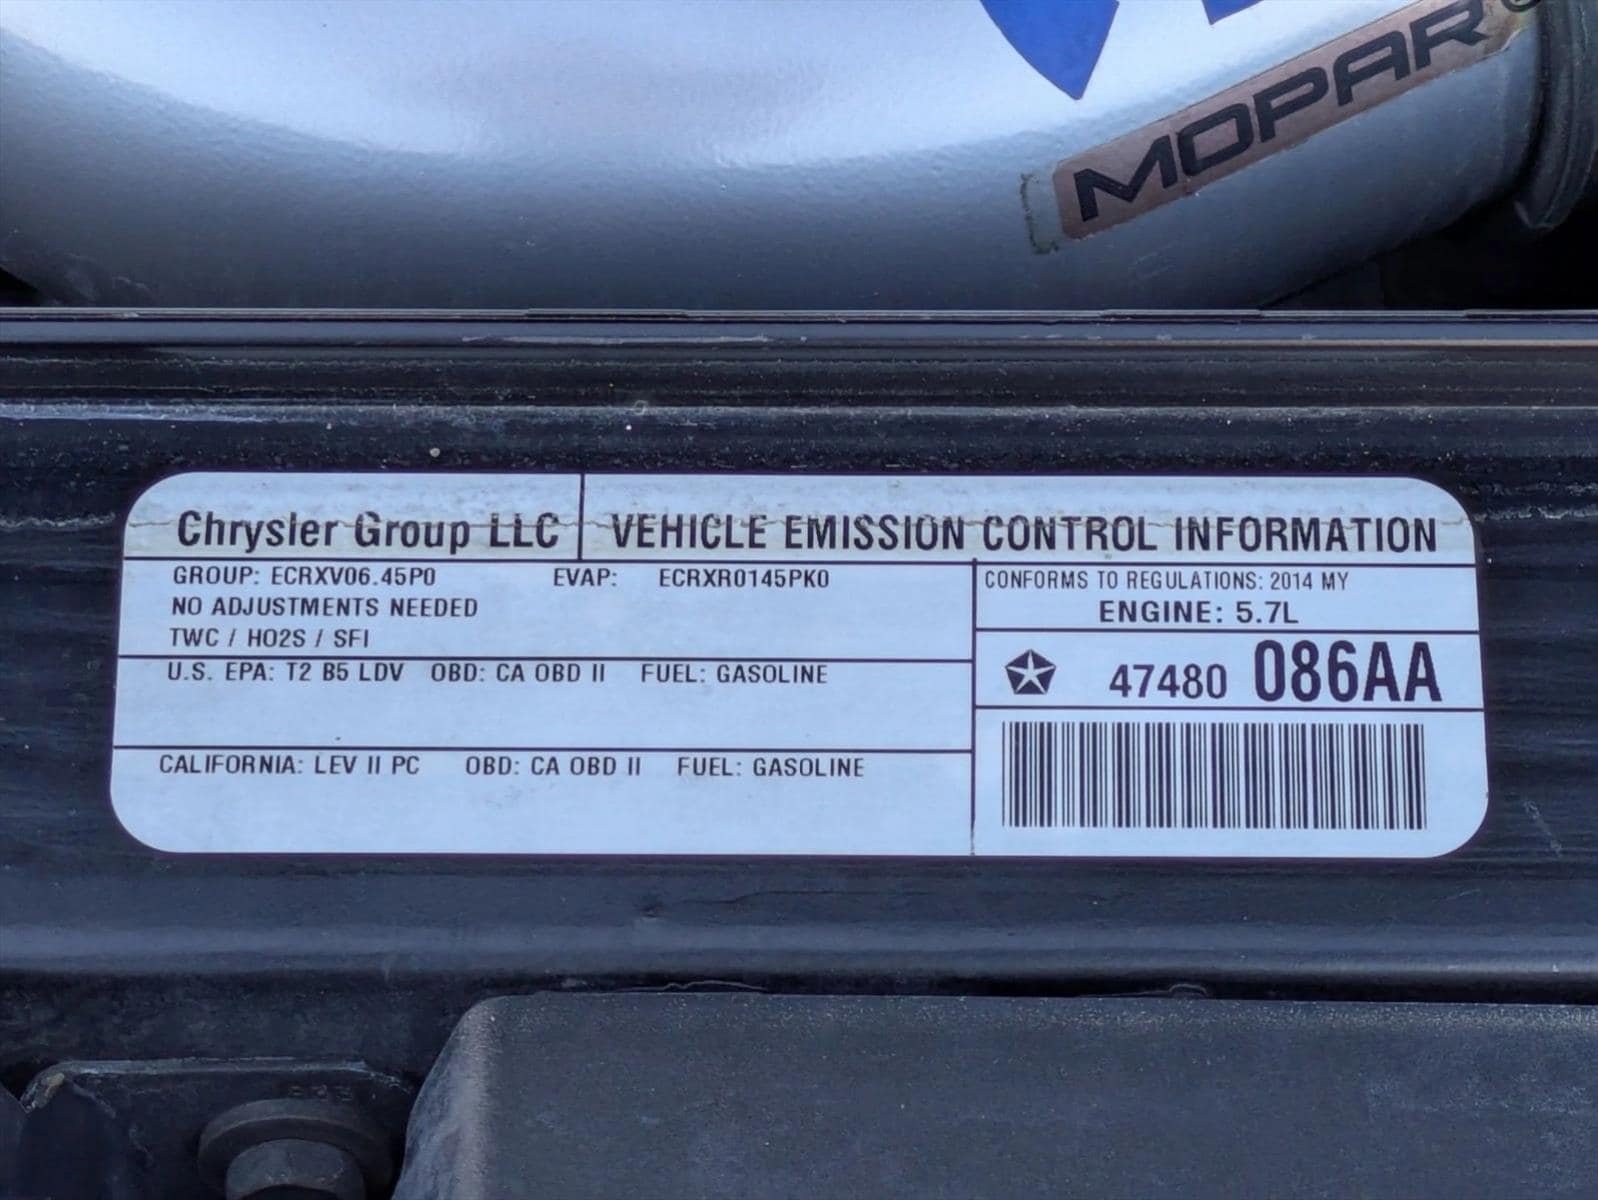 MOPAR
Chrysler Group LLC VEHICLE EMISSION CONTROL INFORMATION
GROUP: ECRXV06.45P0 EVAP: ECRXR0145PK0
NO ADJUSTMENTS NEEDED
TWC / HO2S / SFI
U.S. EPA: T2 B5 LDV OBD: CA OBD II FUEL: GASOLINE
CALIFORNIA: LEV II PC OBD: CA OBD II FUEL: GASOLINE
CONFORMS TO REGULATIONS: 2014 MY
ENGINE: 5.7L
47480 086AA